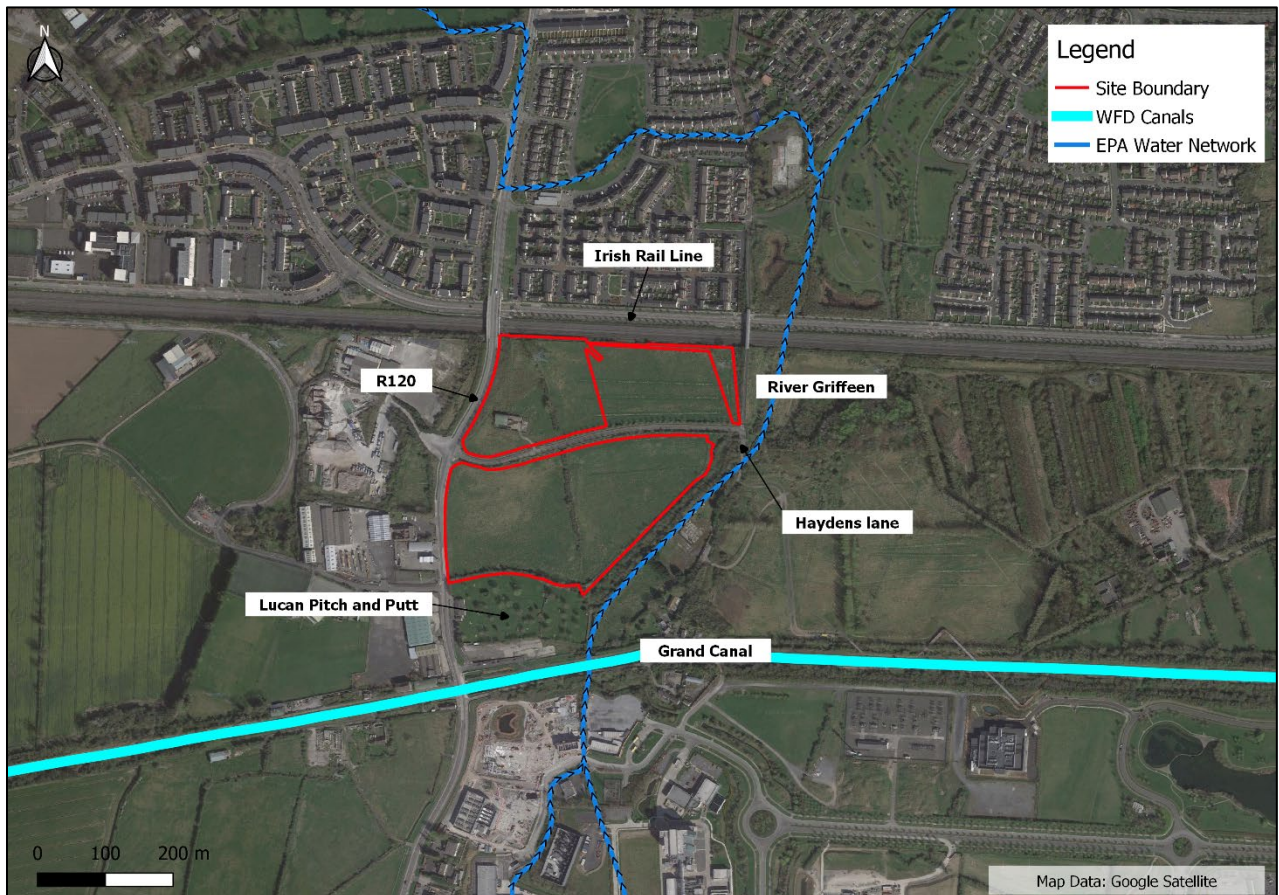 N
Legend
Site Boundary
WFD Canals
EPA Water Network
Irish Rail Line
R120
River Griffeen
Haydens lane
Lucan Pitch and Putt
Grand Canal
0 100 200 m
Map Data: Google Satellite